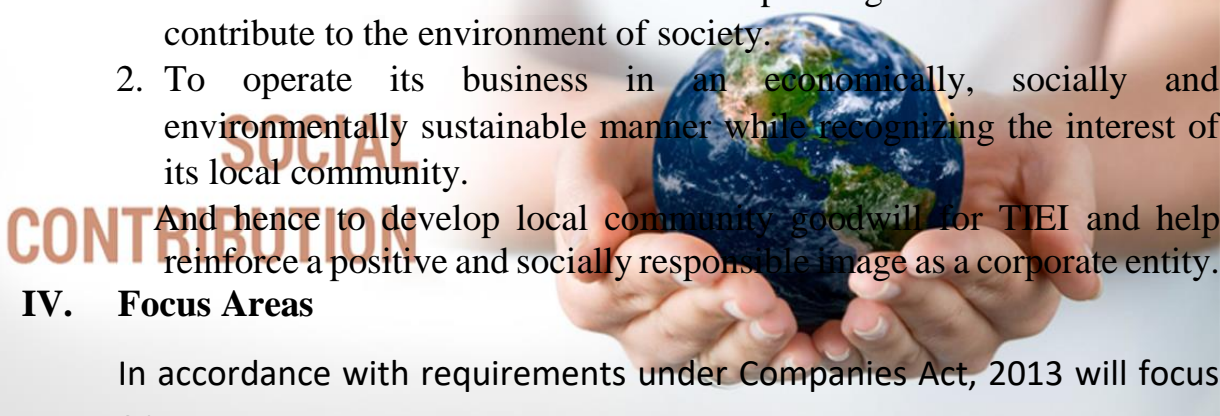 contribute to the environment of society.
2. To operate its business in an economically, socially and
environmentally sustainable manner while recognizing the interest of
its local community.
And hence to develop local community goodwill for TIEI and help
reinforce a positive and socially responsible image as a corporate entity.
SOCIAL
CONTRIBUTION
IV. Focus Areas
In accordance with requirements under Companies Act, 2013 will focus